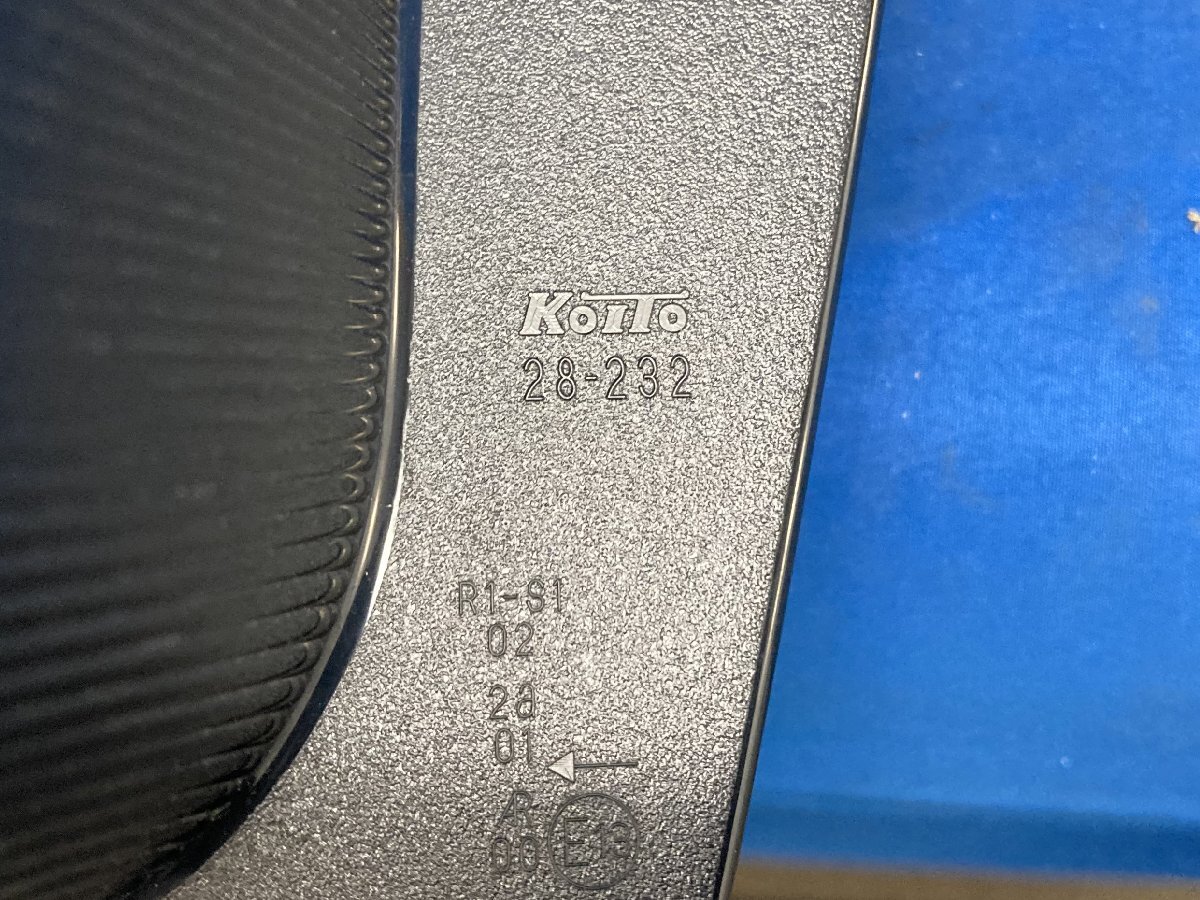 KOITO
28-232
R1-S1
02
2a
01
AR
00 E13